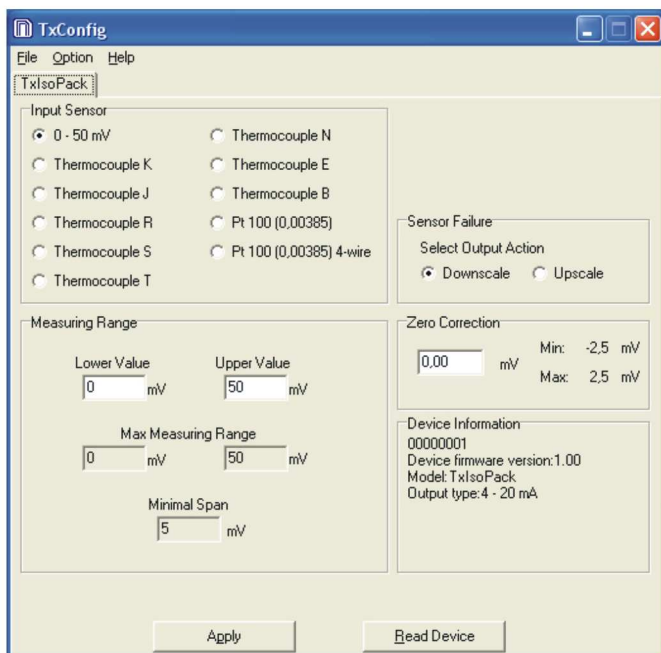 TxConfig
File Option Help
TxIsoPack
Input Sensor
0 - 50 mV
Thermocouple K
Thermocouple J
Thermocouple R
Thermocouple S
Thermocouple T
Thermocouple N
Thermocouple E
Thermocouple B
Pt 100 (0,00385)
Pt 100 (0,00385) 4-wire
Sensor Failure
Select Output Action
Downscale Upscale
Measuring Range
Lower Value Upper Value
0 mV 50 mV
Max Measuring Range
0 mV 50 mV
Minimal Span
5 mV
Zero Correction
0,00 mV
Min: -2,5 mV
Max: 2,5 mV
Device Information
00000001
Device firmware version:1.00
Model:TxIsoPack
Output type:4 - 20 mA
Apply Read Device